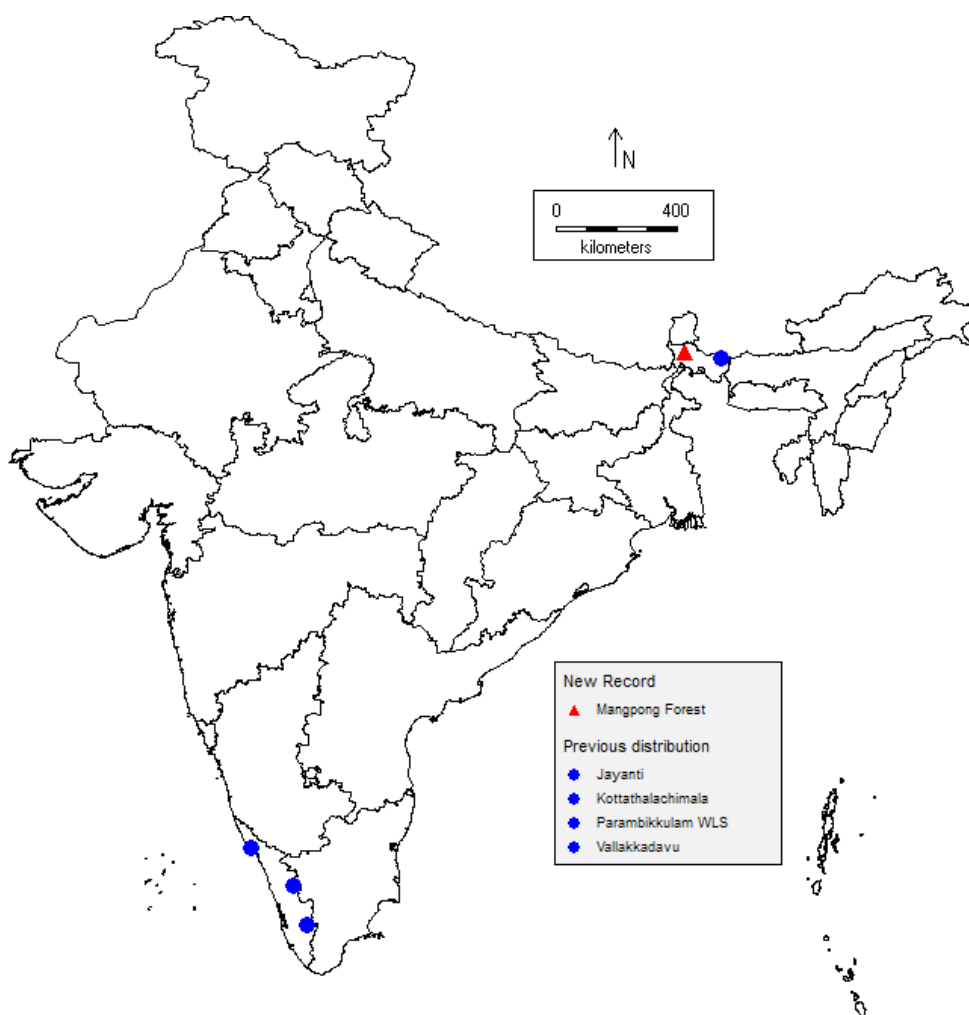 N
0 400
kilometers
New Record
Mangpong Forest
Previous distribution
Jayanti
Kottathalachimala
Parambikkulam WLS
Vallakkadavu